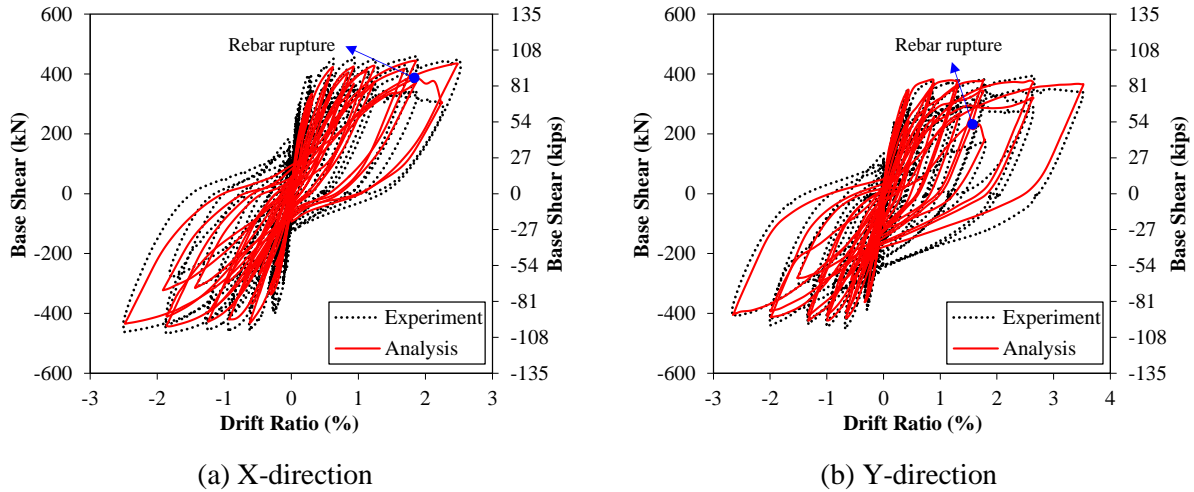 600
400
200
0
-200
-400
-600
Base Shear (kN)
135
108
81
54
27
0
-27
-54
-81
-108
-135
Base Shear (kips)
Rebar rupture
Experiment
Analysis
-3 -2 -1 0 1 2 3
Drift Ratio (%)
(a) X-direction
600
400
200
0
-200
-400
-600
Base Shear (kN)
135
108
81
54
27
0
-27
-54
-81
-108
-135
Base Shear (kips)
Rebar rupture
Experiment
Analysis
-3 -2 -1 0 1 2 3 4
Drift Ratio (%)
(b) Y-direction